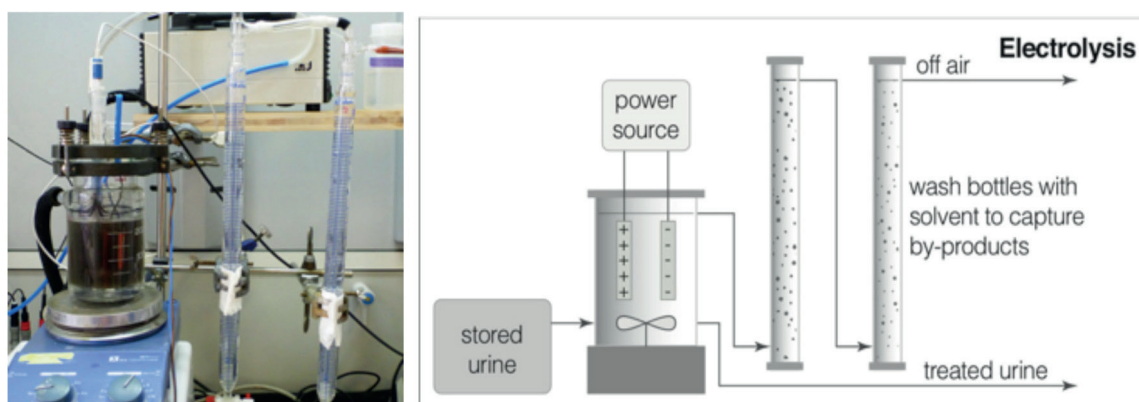 Electrolysis
off air
power
source
+ -
+ -
+ -
+ -
+ -
wash bottles with
solvent to capture
by-products
stored
urine
treated urine